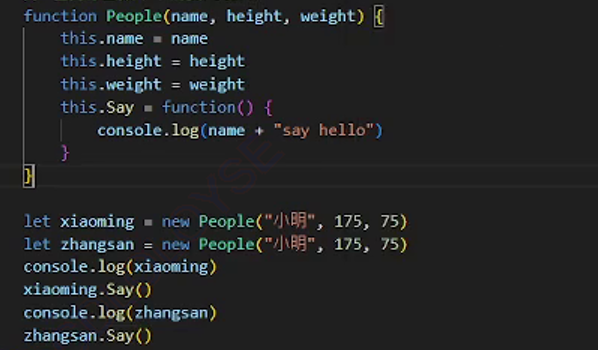 function People(name, height, weight) {
    this.name = name
    this.height = height
    this.weight = weight
    this.Say = function() {
        console.log(name + "say hello")
    }
}
let xiaoming = new People("小明", 175, 75)
let zhangsan = new People("小明", 175, 75)
console.log(xiaoming)
xiaoming.Say()
console.log(zhangsan)
zhangsan.Say()